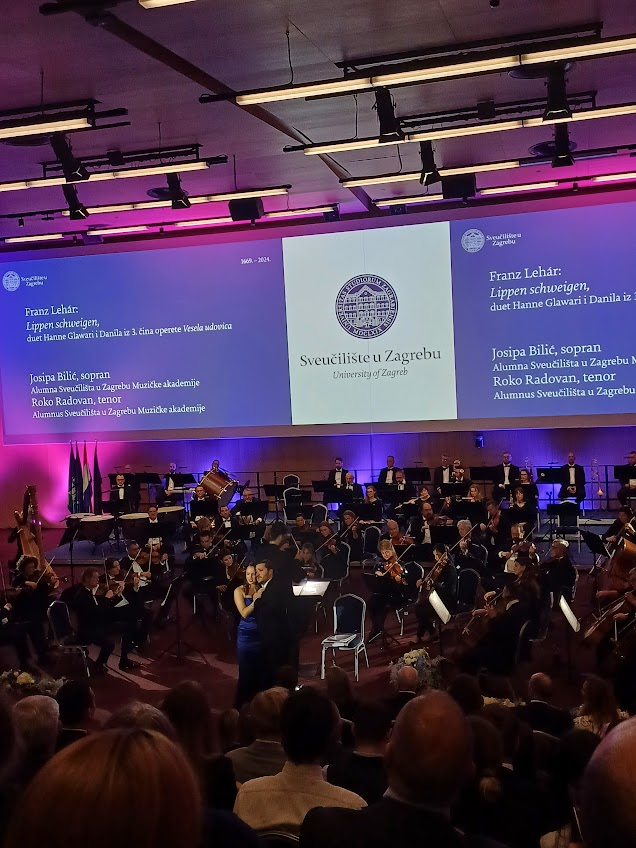 Sveučilište u
Zagrebu
1669. – 2024.
Franz Lehár:
Lippen schweigen,
duet Hanne Glawari i Danila iz 3. čina operete Vesela udovica
Josipa Bilić, sopran
Alumna Sveučilišta u Zagrebu Muzičke akademije
Roko Radovan, tenor
Alumnus Sveučilišta u Zagrebu Muzičke akademije
Sveučilište u Zagrebu
University of Zagreb
Sveučilište u
Zagrebu
Franz Lehár:
Lippen schweigen,
duet Hanne Glawari i Danila iz 3
Josipa Bilić, sopran
Alumna Sveučilišta u Zagrebu M
Roko Radovan, tenor
Alumnus Sveučilišta u Zagrebu